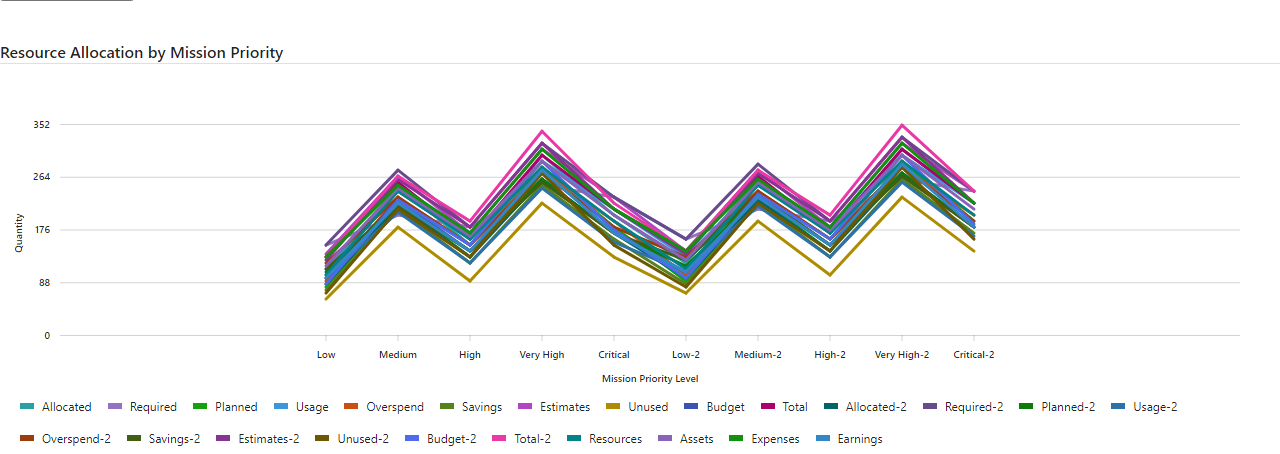 Resource Allocation by Mission Priority
352
264
176
88
0
Quantity
Low Medium High Very High Critical Low-2 Medium-2 High-2 Very High-2 Critical-2
Mission Priority Level
Allocated Required Planned Usage Overspend Savings Estimates Unused Budget Total Allocated-2 Required-2 Planned-2 Usage-2
Overspend-2 Savings-2 Estimates-2 Unused-2 Budget-2 Total-2 Resources Assets Expenses Earnings